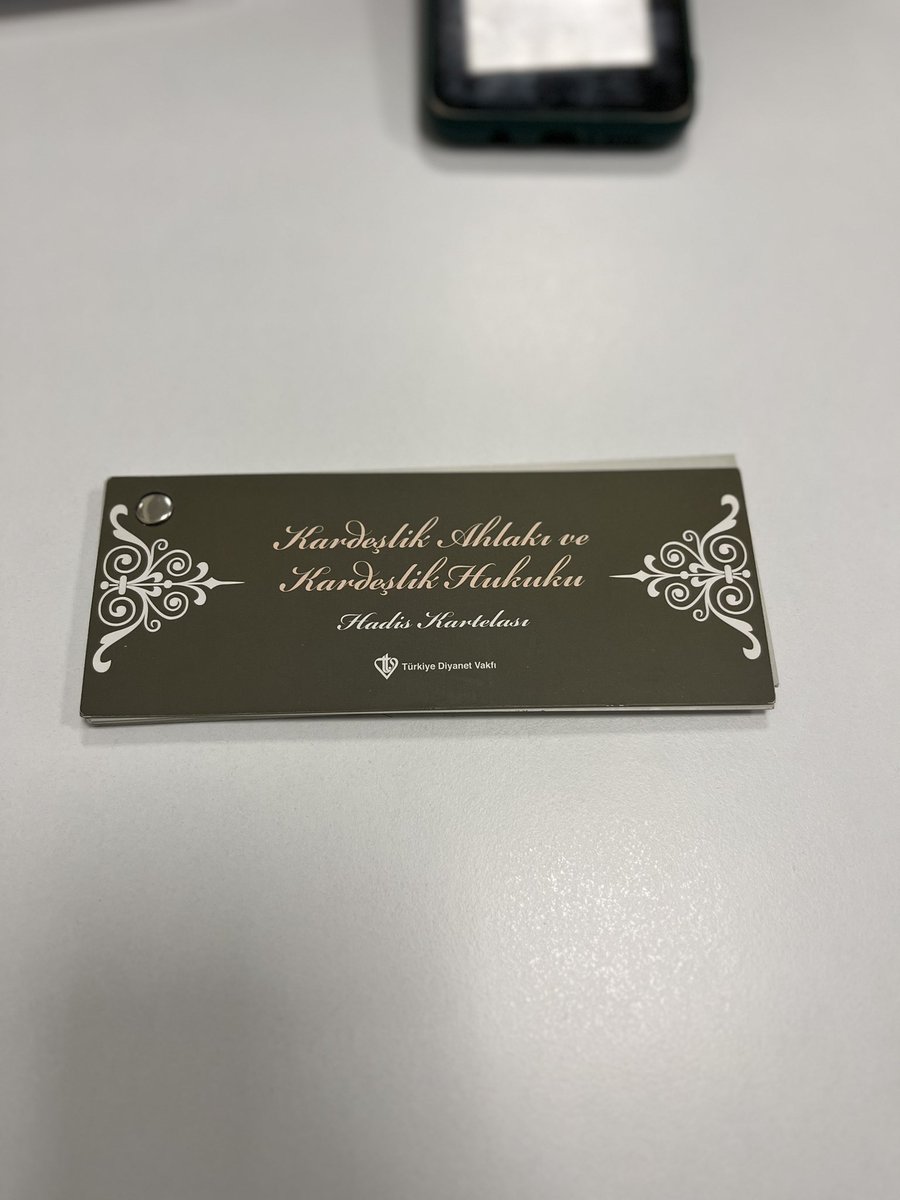 Kardeşlik Ahlakı ve
Kardeşlik Hukuku
Hadis Kartelası
Türkiye Diyanet Vakfı